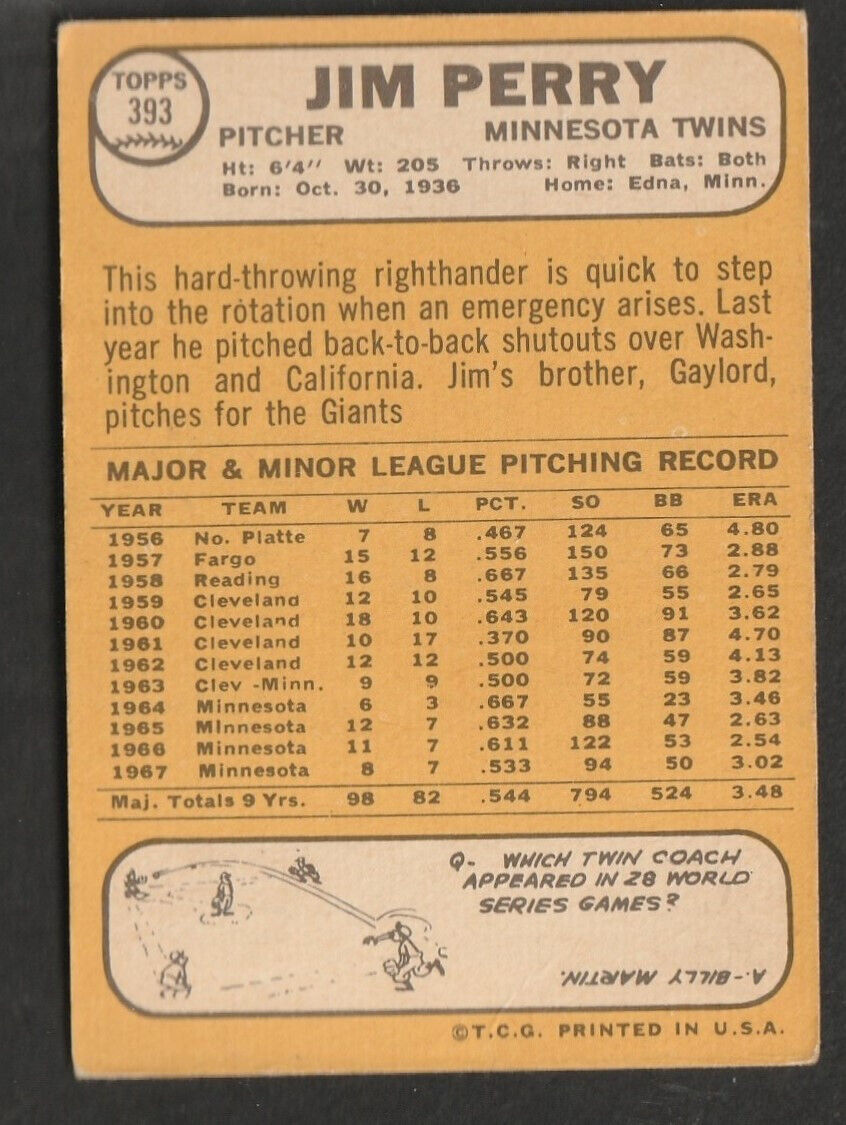 TOPPS
393
JIM PERRY
PITCHER MINNESOTA TWINS
Ht: 6'4" Wt: 205 Throws: Right Bats: Both
Born: Oct. 30, 1936 Home: Edna, Minn.
This hard-throwing righthander is quick to step
into the rotation when an emergency arises. Last
year he pitched back-to-back shutouts over Wash-
ington and California. Jim's brother, Gaylord,
pitches for the Giants
MAJOR & MINOR LEAGUE PITCHING RECORD
YEAR TEAM W L PCT. SO BB ERA
1956 No. Platte 7 8 .467 124 65 4.80
1957 Fargo 15 12 .556 150 73 2.88
1958 Reading 16 8 .667 135 66 2.79
1959 Cleveland 12 10 .545 79 55 2.65
1960 Cleveland 18 10 .643 120 91 3.62
1961 Cleveland 10 17 .370 90 87 4.70
1962 Cleveland 12 12 .500 74 59 4.13
1963 Clev -Minn. 9 9 .500 72 59 3.82
1964 Minnesota 6 3 .667 55 23 3.46
1965 Minnesota 12 7 .632 88 47 2.63
1966 Minnesota 11 7 .611 122 53 2.54
1967 Minnesota 8 7 .533 94 50 3.02
Maj. Totals 9 Yrs. 98 82 .544 794 524 3.48
Q- WHICH TWIN COACH
APPEARED IN 28 WORLD
SERIES GAMES?
A-BILLY MARTIN.
©T.C.G. PRINTED IN U.S.A.